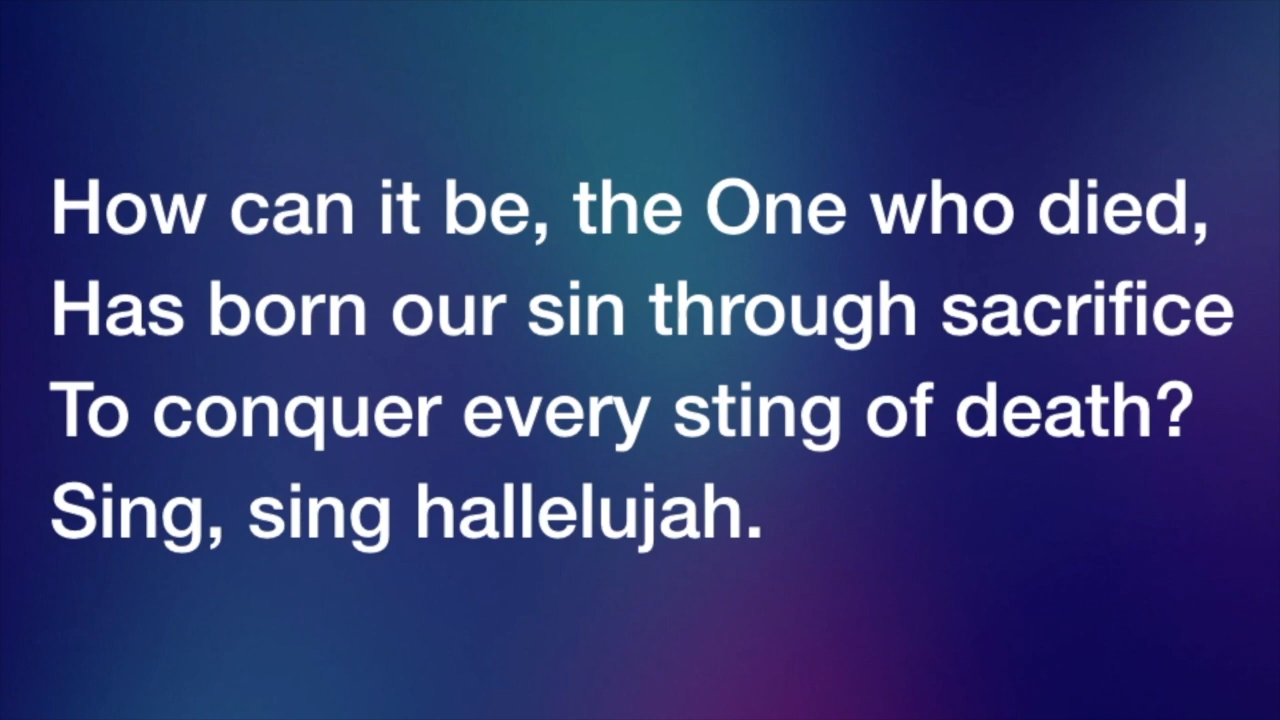 How can it be, the One who died,
Has born our sin through sacrifice
To conquer every sting of death?
Sing, sing hallelujah.